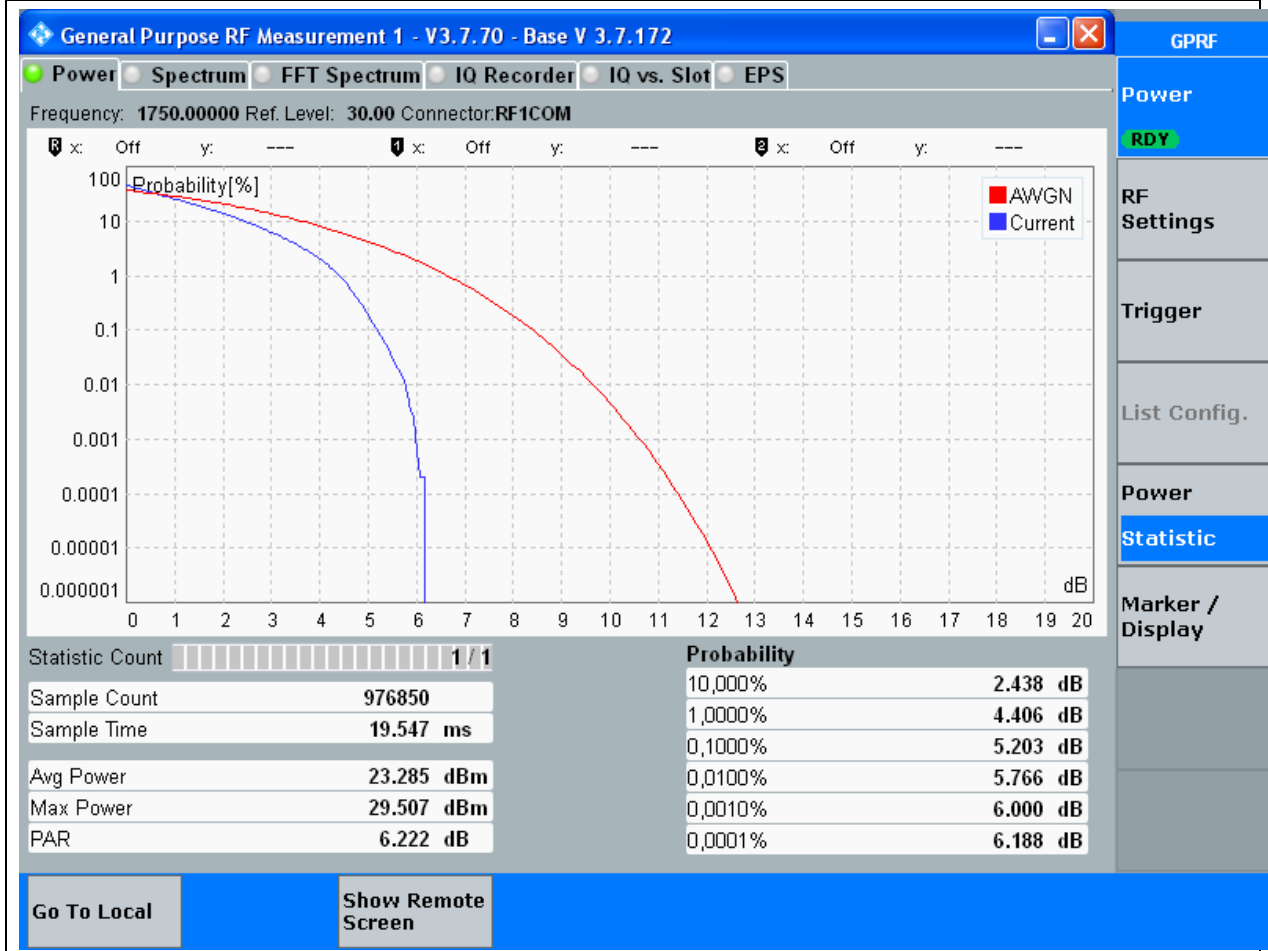 General Purpose RF Measurement 1 - V3.7.70 - Base V 3.7.172
Power Spectrum FFT Spectrum IQ Recorder IQ vs. Slot EPS
Frequency: 1750.00000 Ref. Level: 30.00 Connector:RF1COM
R x: Off y: --- 1 x: Off y: --- 2 x: Off y: ---
Probability[%]
AWGN
Current
100
10
1
0.1
0.01
0.001
0.0001
0.00001
0.000001
dB
0 1 2 3 4 5 6 7 8 9 10 11 12 13 14 15 16 17 18 19 20
Statistic Count 1 / 1
Sample Count 976850
Sample Time 19.547 ms
Avg Power 23.285 dBm
Max Power 29.507 dBm
PAR 6.222 dB
Probability
10,000% 2.438 dB
1,0000% 4.406 dB
0,1000% 5.203 dB
0,0100% 5.766 dB
0,0010% 6.000 dB
0,0001% 6.188 dB
GPRF
Power
RDY
RF
Settings
Trigger
List Config.
Power
Statistic
Marker /
Display
Go To Local
Show Remote
Screen